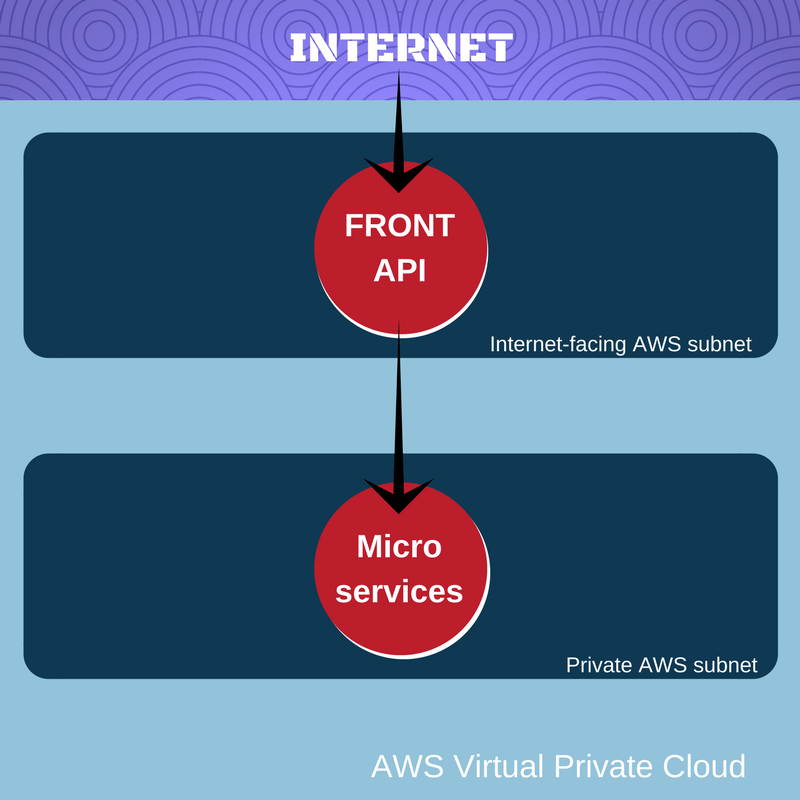 INTERNET
FRONT
API
Internet-facing AWS subnet
Micro
services
Private AWS subnet
AWS Virtual Private Cloud